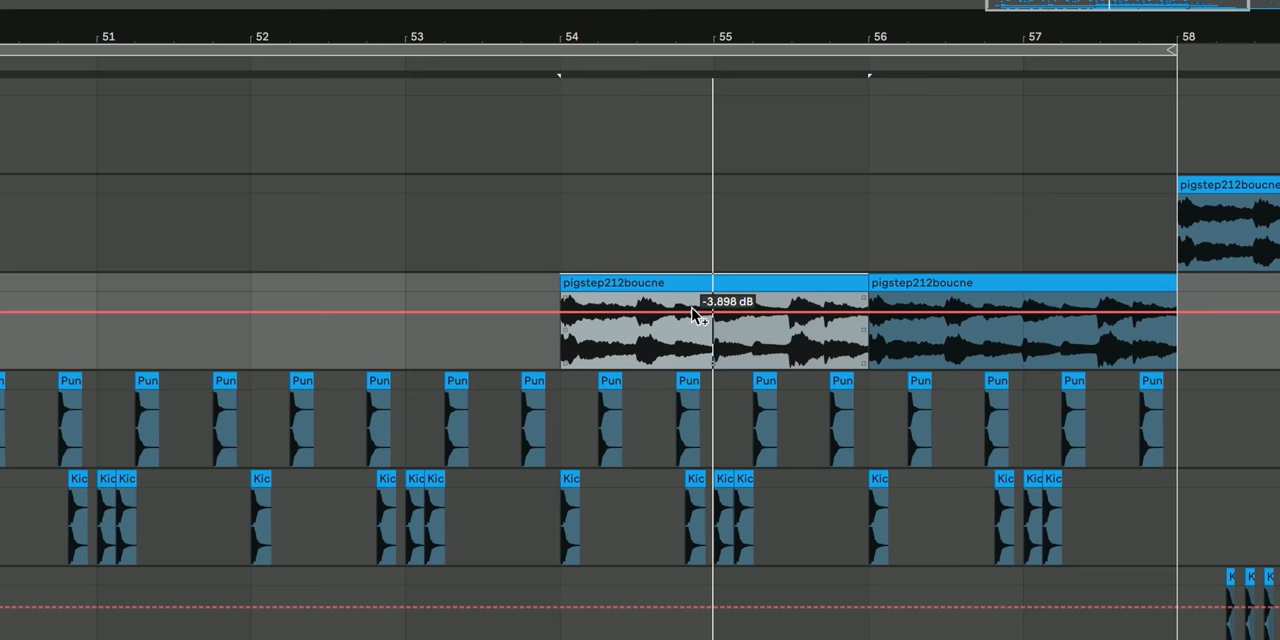 51 52 53 54 55 56 57 58
pigstep212boucne
pigstep212boucne pigstep212boucne
-3.898 dB
Pun Pun Pun Pun Pun Pun Pun Pun Pun Pun Pun Pun Pun Pun Pun
Kic Kic Kic Kic Kic Kic Kic Kic Kic Kic Kic Kic Kic Kic Kic
K K K